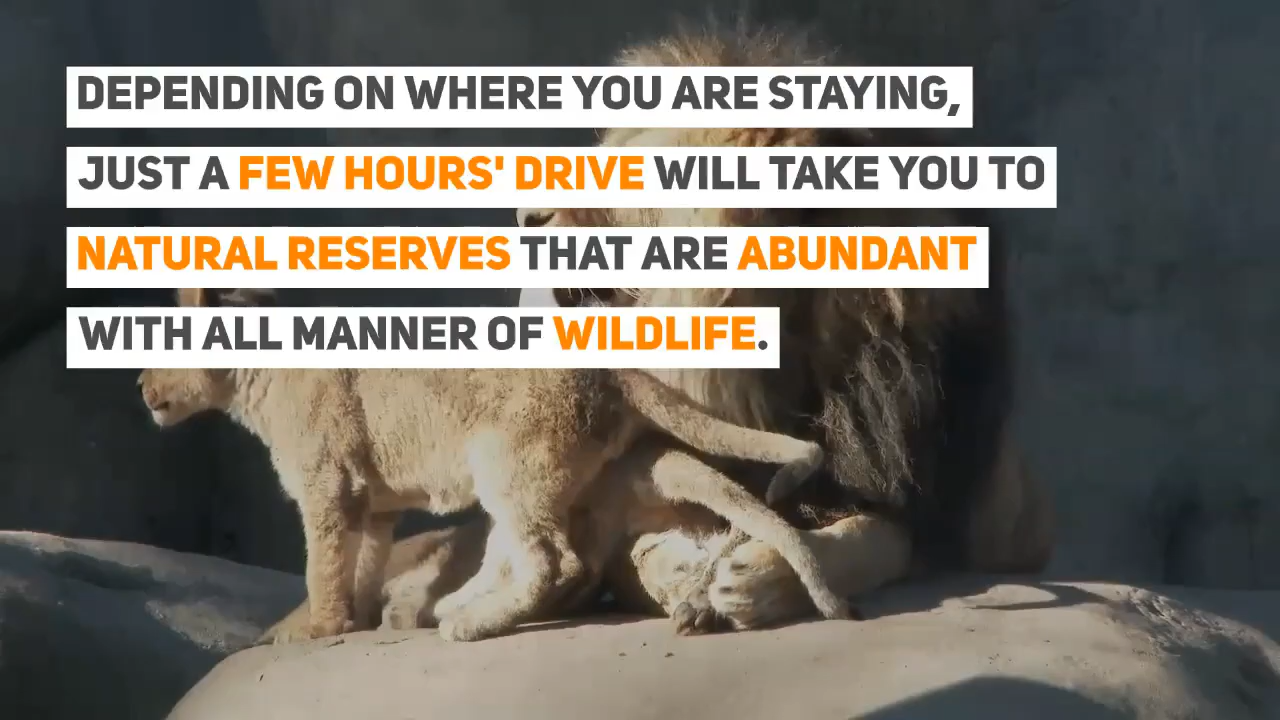 DEPENDING ON WHERE YOU ARE STAYING,
JUST A FEW HOURS' DRIVE WILL TAKE YOU TO
NATURAL RESERVES THAT ARE ABUNDANT
WITH ALL MANNER OF WILDLIFE.